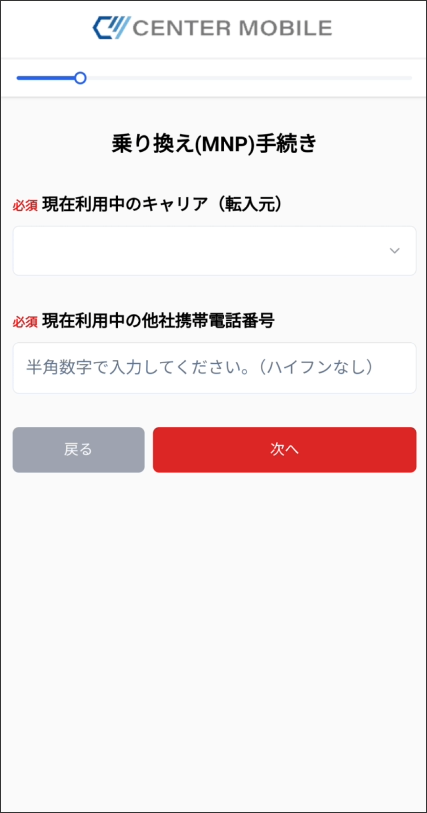 CENTER MOBILE
乗り換え(MNP)手続き
必須 現在利用中のキャリア（転入元）
必須 現在利用中の他社携帯電話番号
半角数字で入力してください。（ハイフンなし）
戻る
次へ